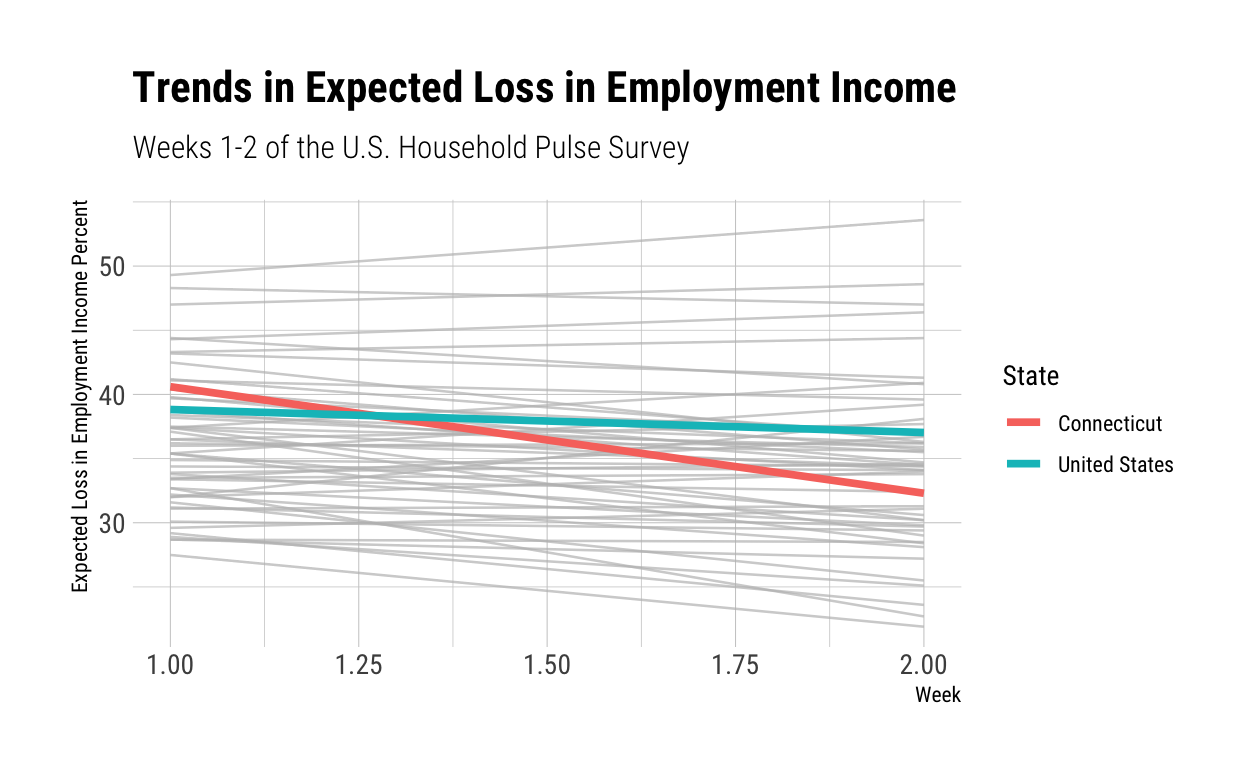 Trends in Expected Loss in Employment Income
Weeks 1-2 of the U.S. Household Pulse Survey
Expected Loss in Employment Income Percent
50
40
30
1.00 1.25 1.50 1.75 2.00
Week
State
Connecticut
United States